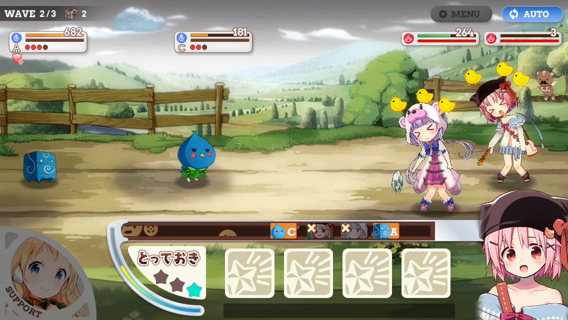 WAVE 2/3 2
MENU
AUTO
682
A
181
C
264
3
C
A
とっておき
SUPPORT